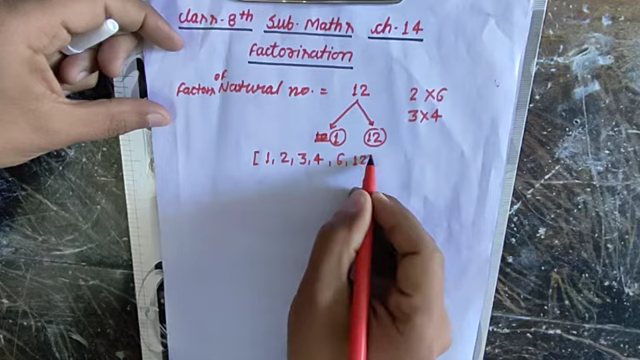 Class-8th Sub-Maths ch-14
Factorisation
Factors of Natural no. = 12
2 × 6
3 × 4
1 12
[ 1, 2, 3, 4, 6, 12